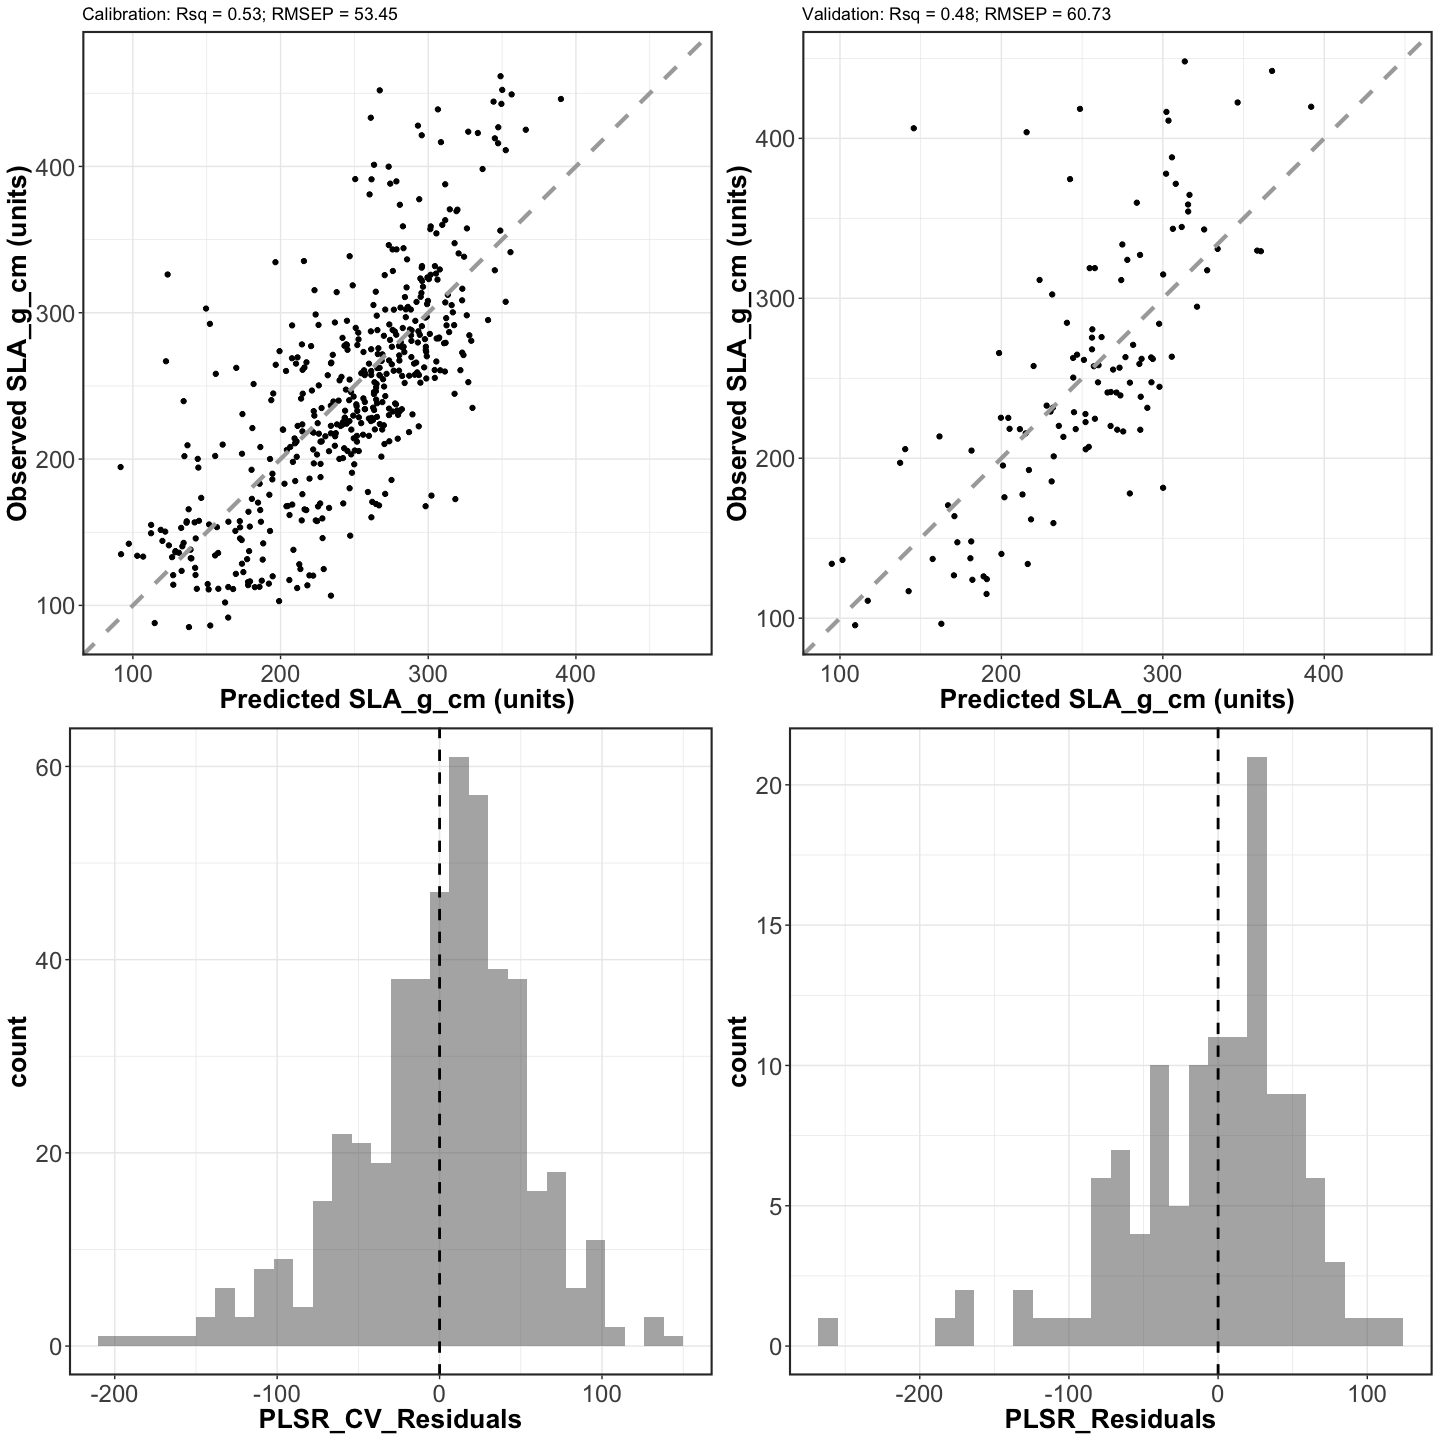 Calibration: Rsq = 0.53; RMSEP = 53.45
Observed SLA_g_cm (units)
400
300
200
100
100 200 300 400
Predicted SLA_g_cm (units)
Validation: Rsq = 0.48; RMSEP = 60.73
Observed SLA_g_cm (units)
400
300
200
100
100 200 300 400
Predicted SLA_g_cm (units)
count
60
40
20
0
-200 -100 0 100
PLSR_CV_Residuals
count
20
15
10
5
0
-200 -100 0 100
PLSR_Residuals